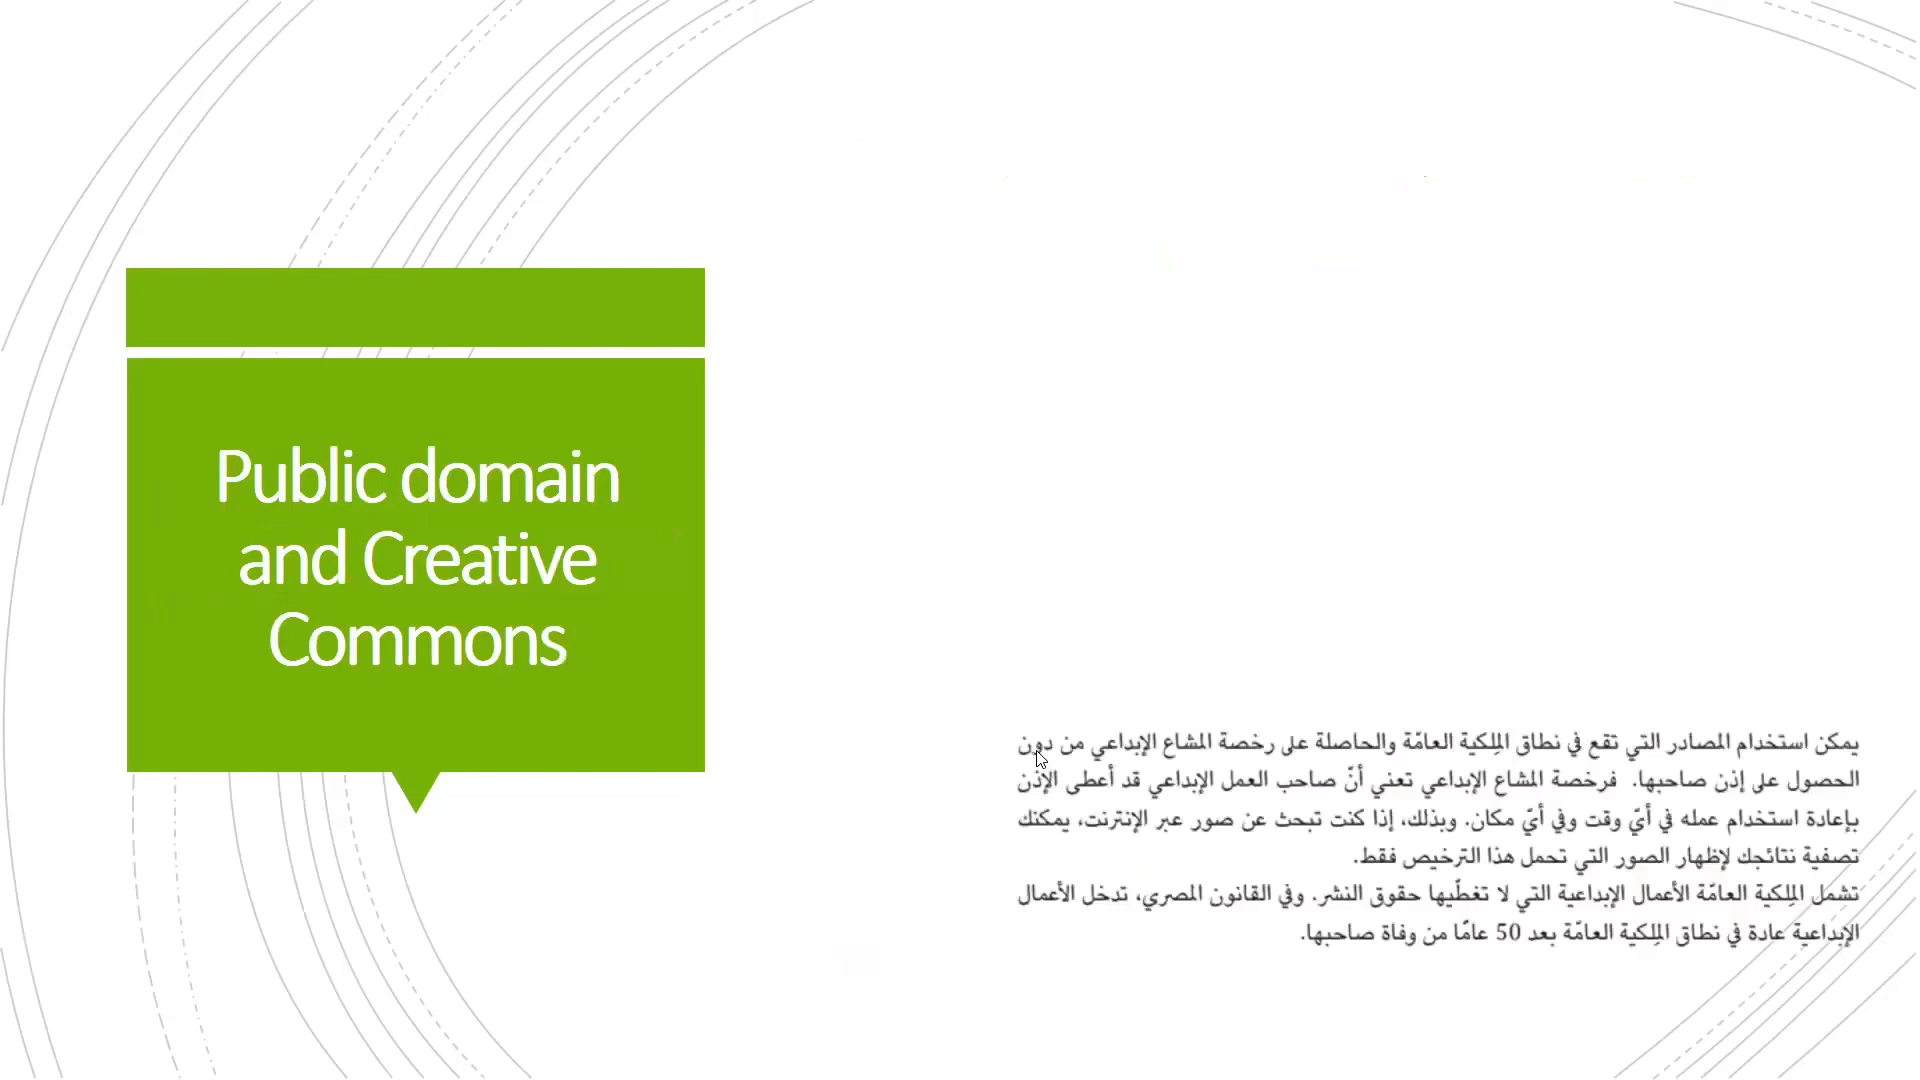 Public domain
and Creative
Commons
يمكن استخدام المصادر التي تقع في نطاق المِلكية العامّة والحاصلة على رخصة المشاع الإبداعي من دون
الحصول على إذن صاحبها. فرخصة المشاع الإبداعي تعني أنّ صاحب العمل الإبداعي قد أعطى الإذن
بإعادة استخدام عمله في أيّ وقت وفي أيّ مكان. وبذلك، إذا كنت تبحث عن صور عبر الإنترنت، يمكنك
تصفية نتائجك لإظهار الصور التي تحمل هذا الترخيص فقط.
تشمل المِلكية العامّة الأعمال الإبداعية التي لا تغطّيها حقوق النشر. وفي القانون المصري، تدخل الأعمال
الإبداعية عادة في نطاق المِلكية العامّة بعد 50 عامًا من وفاة صاحبها.